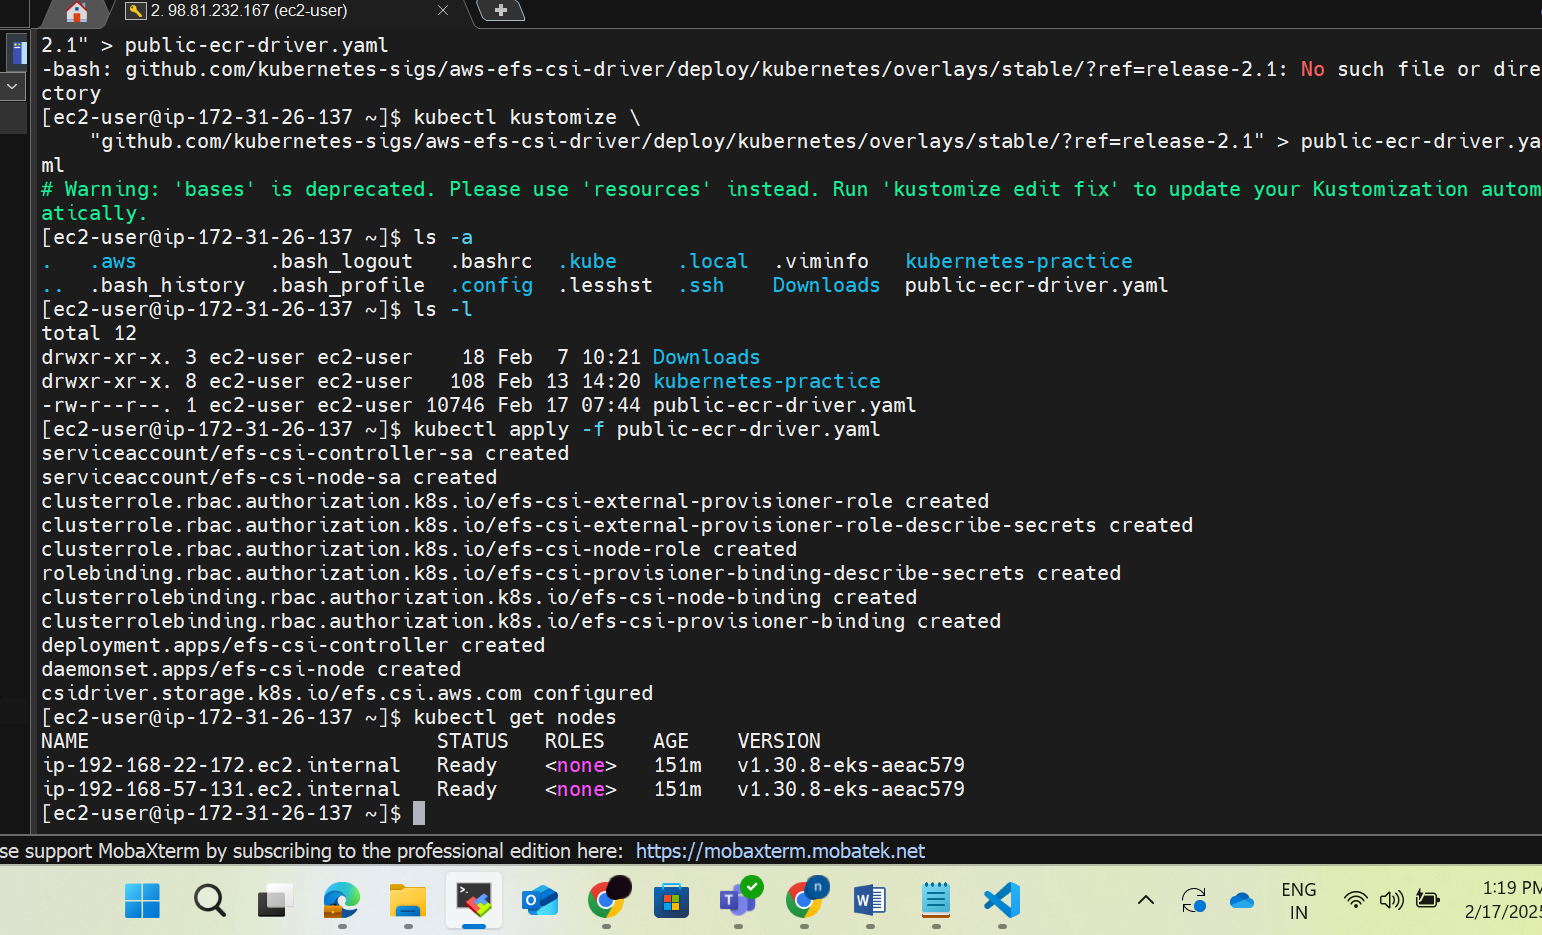 2. 98.81.232.167 (ec2-user)
2.1" > public-ecr-driver.yaml
-bash: github.com/kubernetes-sigs/aws-efs-csi-driver/deploy/kubernetes/overlays/stable/?ref=release-2.1: No such file or dire
ctory
[ec2-user@ip-172-31-26-137 ~]$ kubectl kustomize \
    "github.com/kubernetes-sigs/aws-efs-csi-driver/deploy/kubernetes/overlays/stable/?ref=release-2.1" > public-ecr-driver.ya
ml
# Warning: 'bases' is deprecated. Please use 'resources' instead. Run 'kustomize edit fix' to update your Kustomization autom
atically.
[ec2-user@ip-172-31-26-137 ~]$ ls -a
.   .aws           .bash_logout   .bashrc  .kube     .local  .viminfo   kubernetes-practice
..  .bash_history  .bash_profile  .config  .lesshst  .ssh    Downloads  public-ecr-driver.yaml
[ec2-user@ip-172-31-26-137 ~]$ ls -l
total 12
drwxr-xr-x. 3 ec2-user ec2-user    18 Feb  7 10:21 Downloads
drwxr-xr-x. 8 ec2-user ec2-user   108 Feb 13 14:20 kubernetes-practice
-rw-r--r--. 1 ec2-user ec2-user 10746 Feb 17 07:44 public-ecr-driver.yaml
[ec2-user@ip-172-31-26-137 ~]$ kubectl apply -f public-ecr-driver.yaml
serviceaccount/efs-csi-controller-sa created
serviceaccount/efs-csi-node-sa created
clusterrole.rbac.authorization.k8s.io/efs-csi-external-provisioner-role created
clusterrole.rbac.authorization.k8s.io/efs-csi-external-provisioner-role-describe-secrets created
clusterrole.rbac.authorization.k8s.io/efs-csi-node-role created
rolebinding.rbac.authorization.k8s.io/efs-csi-provisioner-binding-describe-secrets created
clusterrolebinding.rbac.authorization.k8s.io/efs-csi-node-binding created
clusterrolebinding.rbac.authorization.k8s.io/efs-csi-provisioner-binding created
deployment.apps/efs-csi-controller created
daemonset.apps/efs-csi-node created
csidriver.storage.k8s.io/efs.csi.aws.com configured
[ec2-user@ip-172-31-26-137 ~]$ kubectl get nodes
NAME                             STATUS   ROLES    AGE    VERSION
ip-192-168-22-172.ec2.internal   Ready    <none>   151m   v1.30.8-eks-aeac579
ip-192-168-57-131.ec2.internal   Ready    <none>   151m   v1.30.8-eks-aeac579
[ec2-user@ip-172-31-26-137 ~]$
se support MobaXterm by subscribing to the professional edition here: https://mobaxterm.mobatek.net
ENG
IN
1:19 PM
2/17/2025